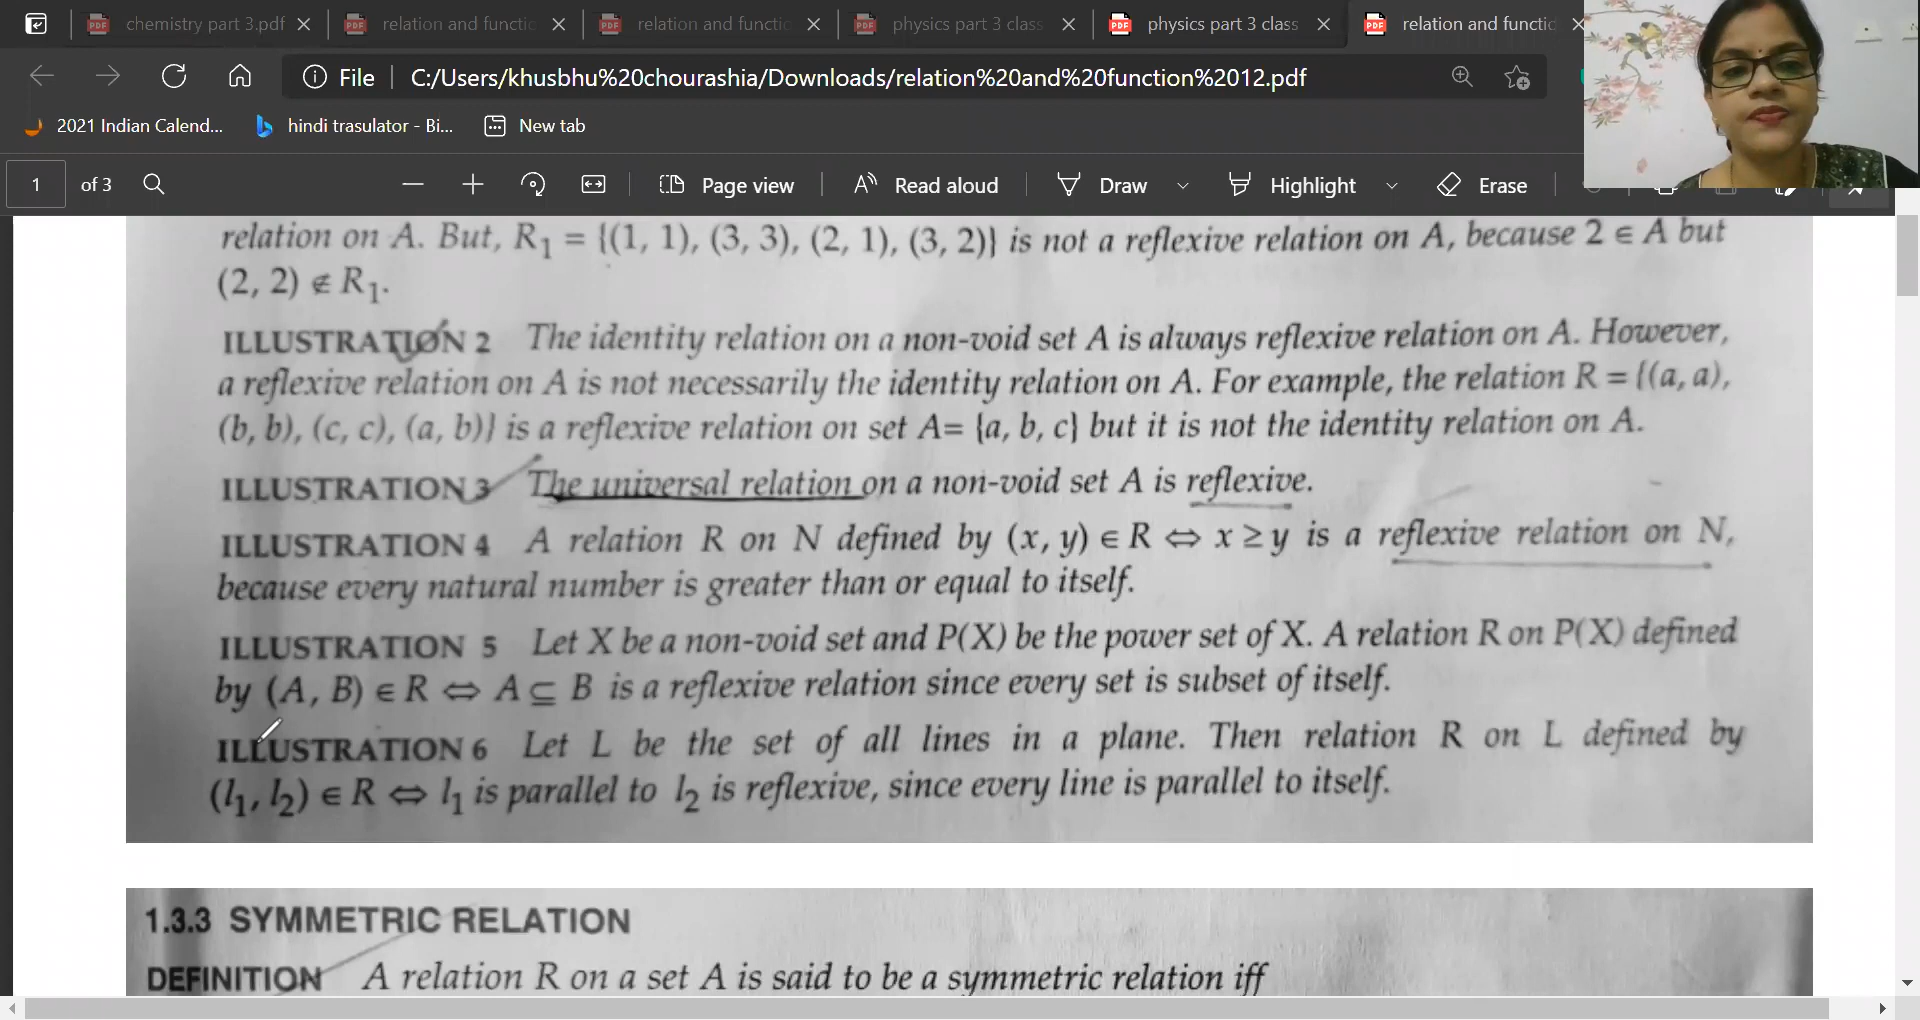 chemistry part 3.pdf
relation and functio
relation and functio
physics part 3 class
physics part 3 class
relation and functio
File
C:/Users/khusbhu%20chourashia/Downloads/relation%20and%20function%2012.pdf
2021 Indian Calend...
hindi trasulator - Bi...
New tab
1 of 3
Page view
Read aloud
Draw
Highlight
Erase
relation on A. But, R₁ = {(1, 1), (3, 3), (2, 1), (3, 2)} is not a reflexive relation on A, because 2 ∈ A but
(2, 2) ∉ R₁.
ILLUSTRATION 2 The identity relation on a non-void set A is always reflexive relation on A. However,
a reflexive relation on A is not necessarily the identity relation on A. For example, the relation R = {(a, a),
(b, b), (c, c), (a, b)} is a reflexive relation on set A= {a, b, c} but it is not the identity relation on A.
ILLUSTRATION 3 The universal relation on a non-void set A is reflexive.
ILLUSTRATION 4 A relation R on N defined by (x, y) ∈ R ⇔ x ≥ y is a reflexive relation on N,
because every natural number is greater than or equal to itself.
ILLUSTRATION 5 Let X be a non-void set and P(X) be the power set of X. A relation R on P(X) defined
by (A, B) ∈ R ⇔ A ⊆ B is a reflexive relation since every set is subset of itself.
ILLUSTRATION 6 Let L be the set of all lines in a plane. Then relation R on L defined by
(l₁, l₂) ∈ R ⇔ l₁ is parallel to l₂ is reflexive, since every line is parallel to itself.
1.3.3 SYMMETRIC RELATION
DEFINITION A relation R on a set A is said to be a symmetric relation iff